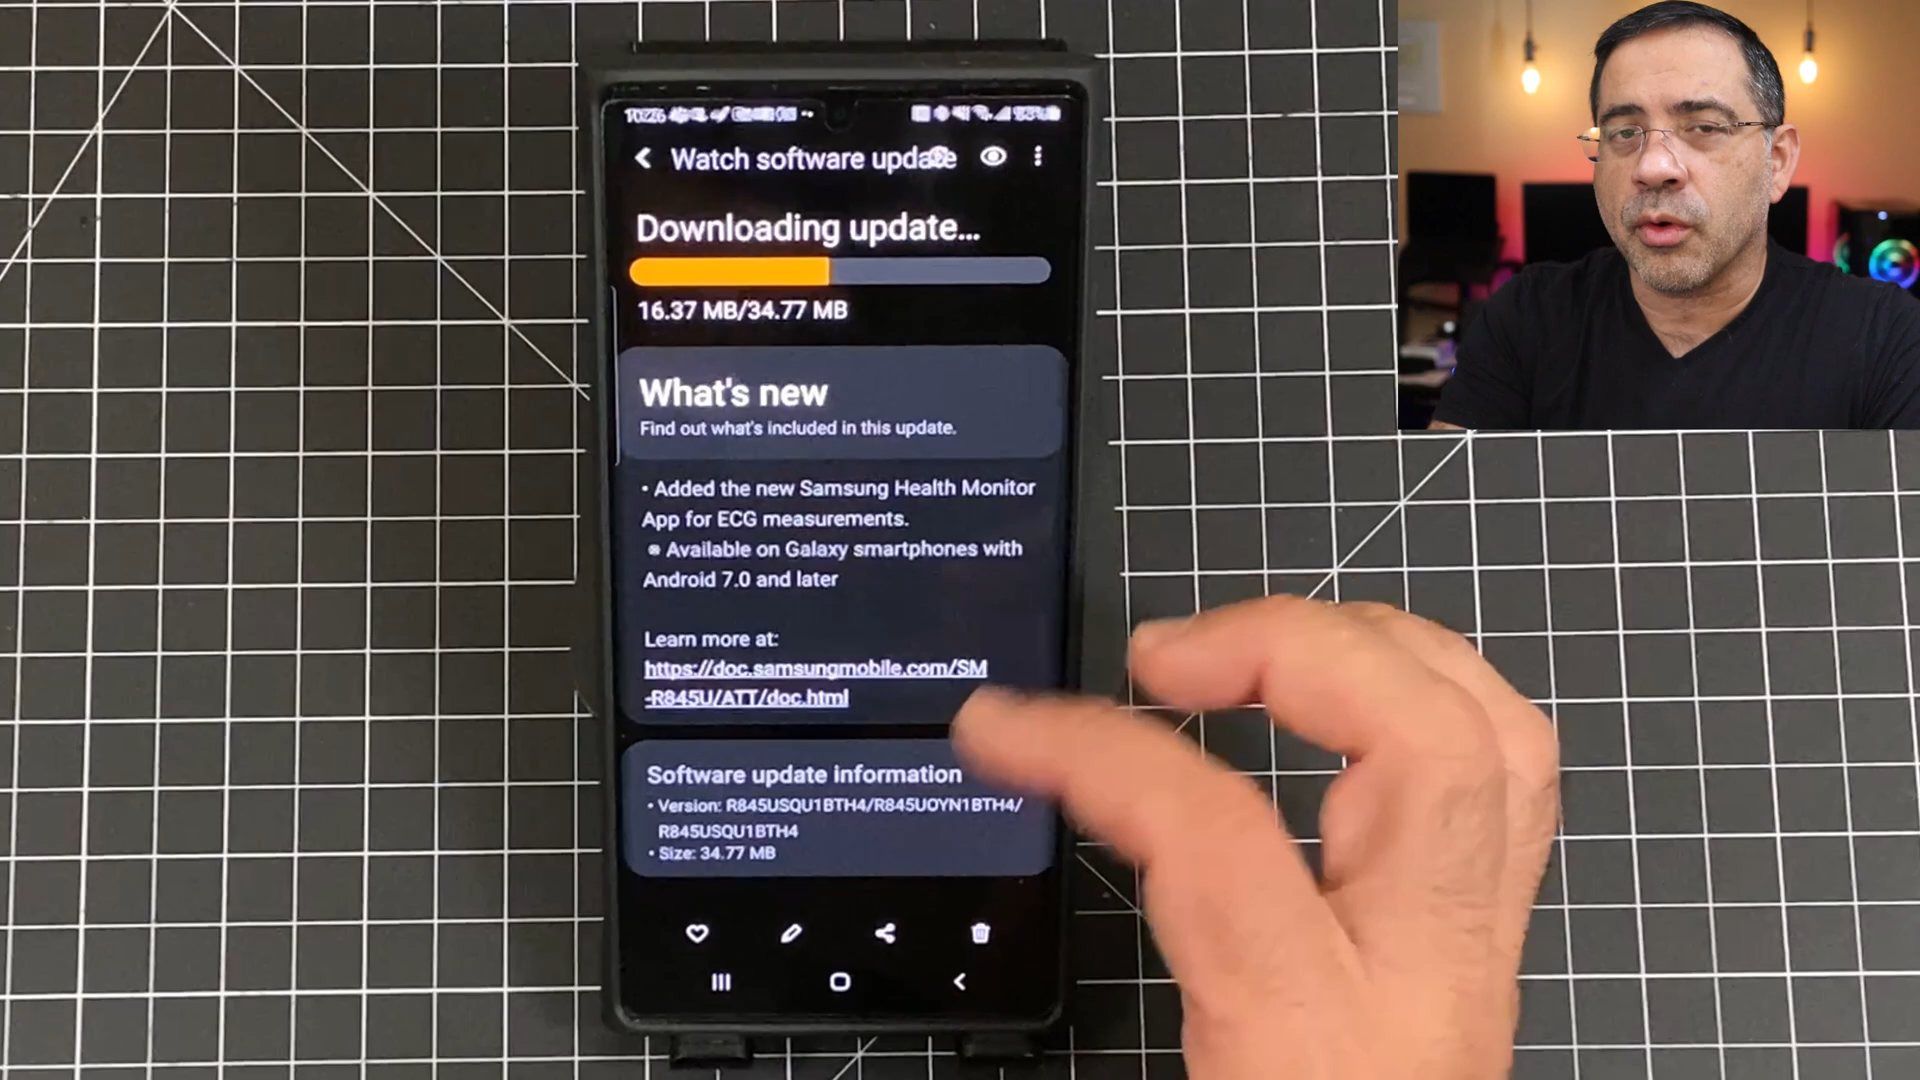 10:26
Watch software update
Downloading update...
16.37 MB/34.77 MB
What's new
Find out what's included in this update.
• Added the new Samsung Health Monitor
App for ECG measurements.
Available on Galaxy smartphones with
Android 7.0 and later
Learn more at:
https://doc.samsungmobile.com/SM
-R845U/ATT/doc.html
Software update information
• Version: R845USQU1BTH4/R845UOYN1BTH4/
R845USQU1BTH4
• Size: 34.77 MB